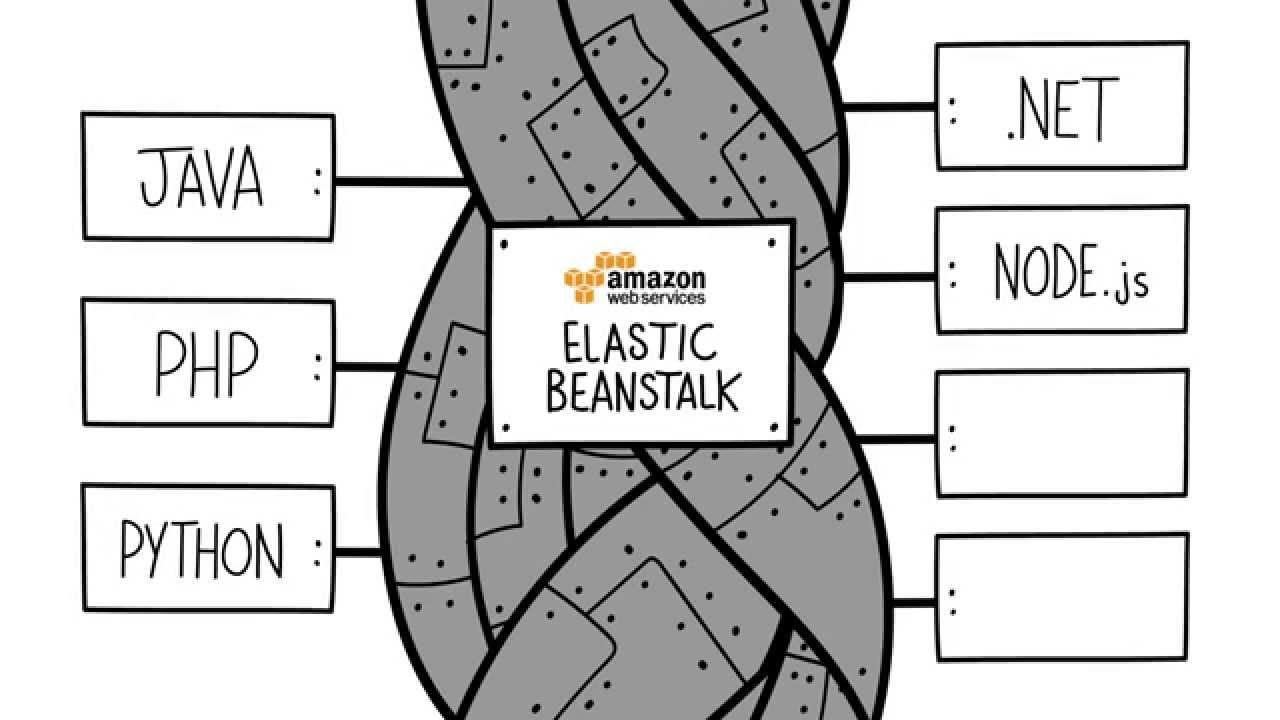 JAVA
PHP
PYTHON
amazon
web services
ELASTIC
BEANSTALK
.NET
NODE.js